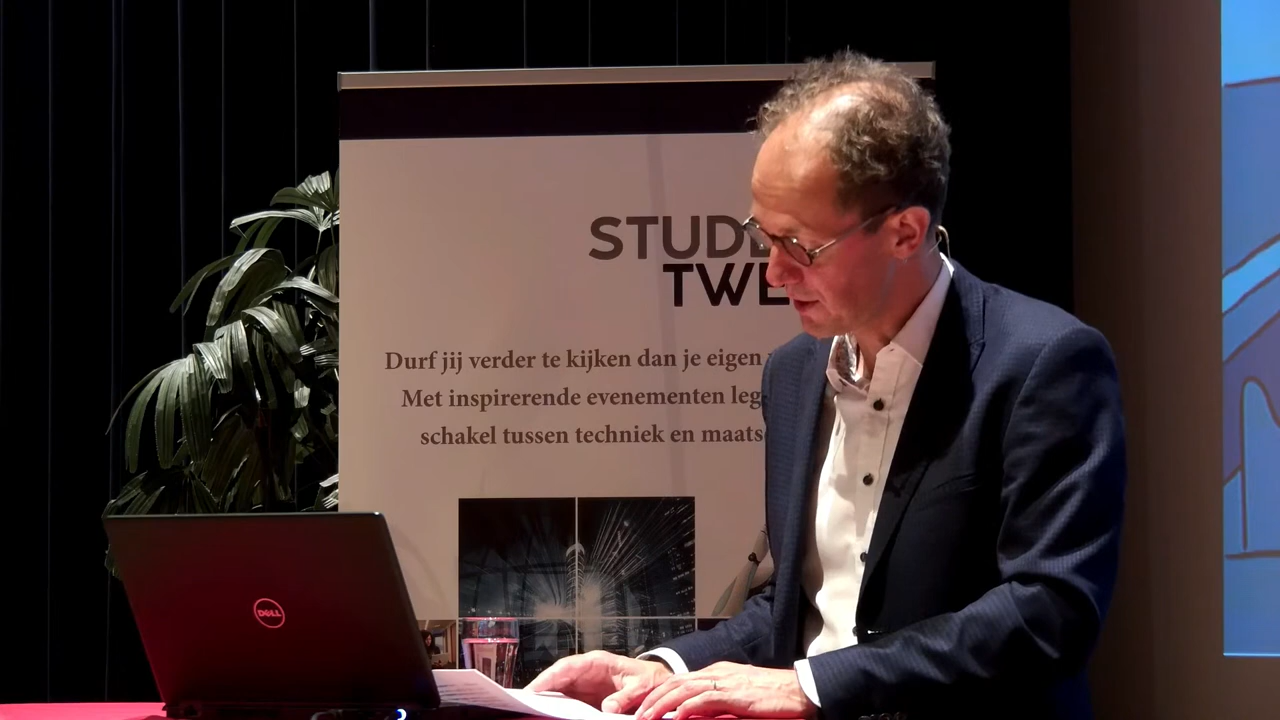 STUDE
TWE
Durf jij verder te kijken dan je eigen
Met inspirerende evenementen leg
schakel tussen techniek en maats
DELL